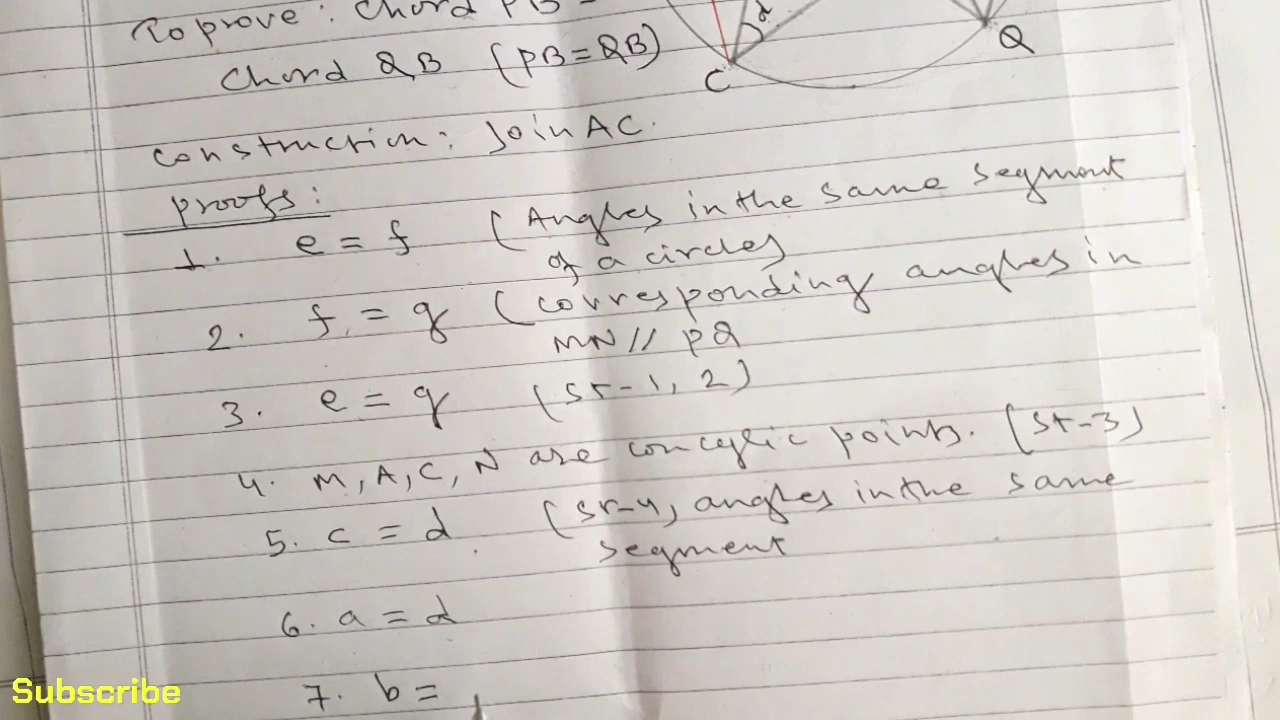 To prove: Chord PB =
Chord QB (PB=QB)
d
Q
C
construction: Join AC.
proofs:
1. e = f (Angles in the same segment
of a circles
2. f = g (corresponding angles in
MN // PQ
3. e = g (St-1, 2)
4. M, A, C, N are concylic points. (St-3)
5. c = d (St-4, angles in the same
segment
6. a = d
7. b =
Subscribe